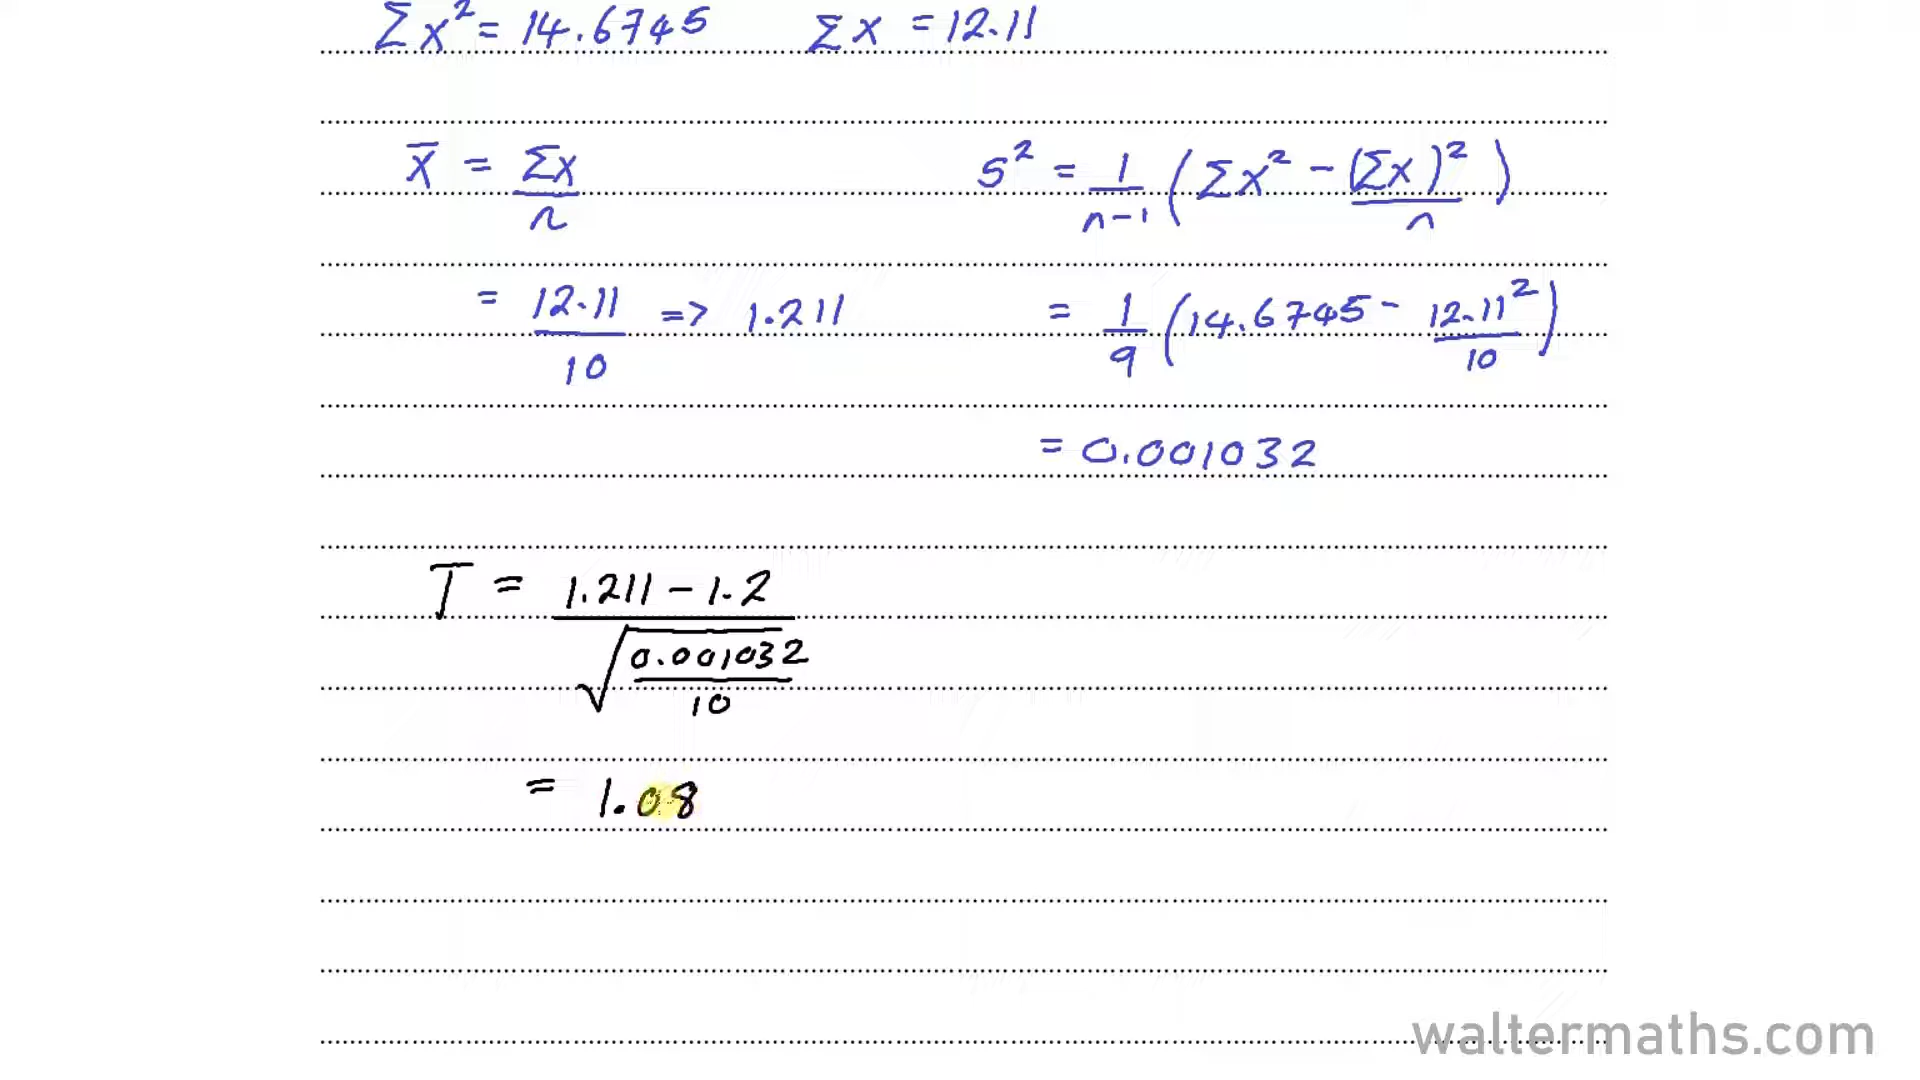 Σx² = 14.6745 Σx = 12.11
x̄ = Σx/n
s² = 1/(n-1) (Σx² - (Σx)²/n)
= 12.11/10 => 1.211
= 1/9 (14.6745 - 12.11²/10)
= 0.001032
T = (1.211 - 1.2)/√(0.001032/10)
= 1.08
waltermaths.com